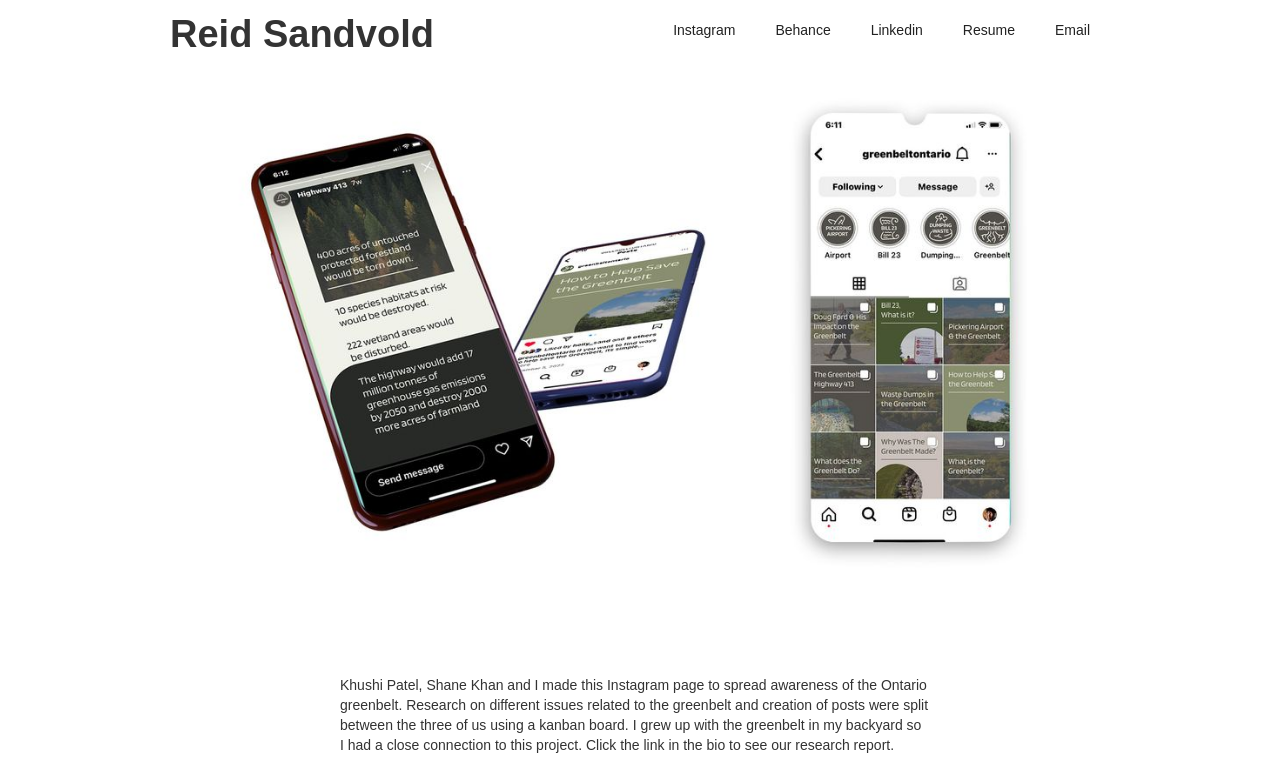 Reid Sandvold
Instagram
Behance
Linkedin
Resume
Email
6:12
Highway 413 7w
400 acres of untouched
protected forestland
would be torn down.
10 species habitats at risk
would be destroyed.
222 wetland areas would
be disturbed.
The highway would add 17
million tonnes of
greenhouse gas emissions
by 2050 and destroy 2000
more acres of farmland
Send message
Posts
greenbeltontario
How to Help Save
the Greenbelt
Liked by holly_sand and 8 others
6:11
greenbeltontario
Following
Message
PICKERING
AIRPORT
BILL 23
DUMPING
WASTE
GREENBELT
Airport
Bill 23
Dumping...
Greenbelt
Doug Ford & His
Impact on the
Greenbelt
Bill 23,
What is it?
Pickering Airport
& the Greenbelt
The Greenbelt
Highway 413
Waste Dumps in
the Greenbelt
How to Help
the Greenbelt
What does the
Greenbelt Do?
Why Was The
Greenbelt Made?
What is the
Greenbelt?
Khushi Patel, Shane Khan and I made this Instagram page to spread awareness of the Ontario
greenbelt. Research on different issues related to the greenbelt and creation of posts were split
between the three of us using a kanban board. I grew up with the greenbelt in my backyard so
I had a close connection to this project. Click the link in the bio to see our research report.